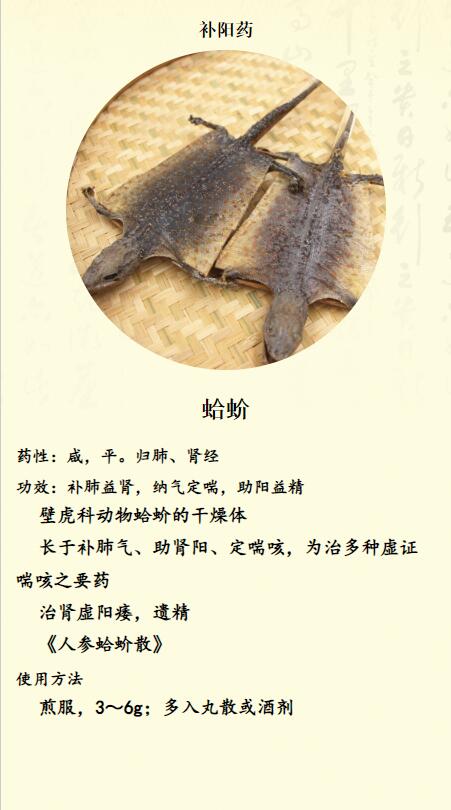 补阳药
蛤蚧
药性：咸，平。归肺、肾经
功效：补肺益肾，纳气定喘，助阳益精
壁虎科动物蛤蚧的干燥体
长于补肺气、助肾阳、定喘咳，为治多种虚证
喘咳之要药
治肾虚阳痿，遗精
《人参蛤蚧散》
使用方法
煎服，3～6g；多入丸散或酒剂